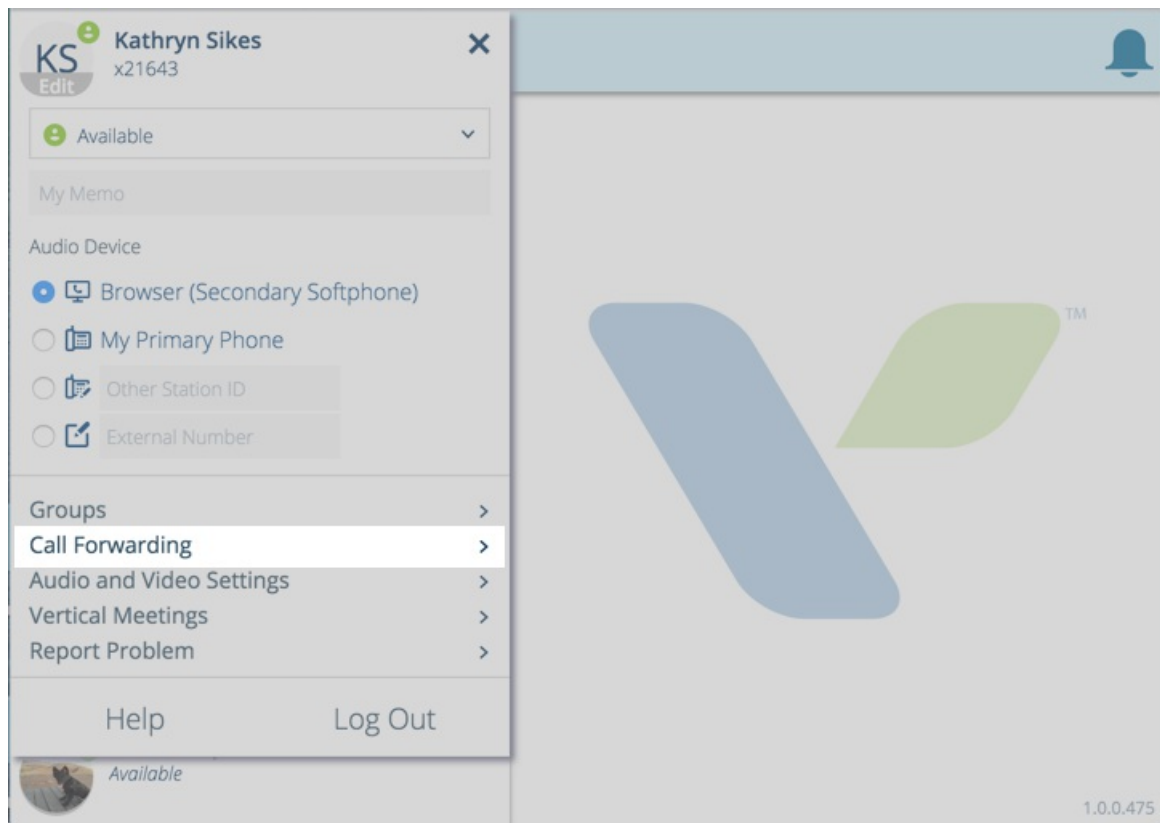 KS
Edit
Kathryn Sikes
x21643
Available
My Memo
Audio Device
Browser (Secondary Softphone)
My Primary Phone
Other Station ID
External Number
Groups
Call Forwarding
Audio and Video Settings
Vertical Meetings
Report Problem
Help Log Out
Available
TM
1.0.0.475